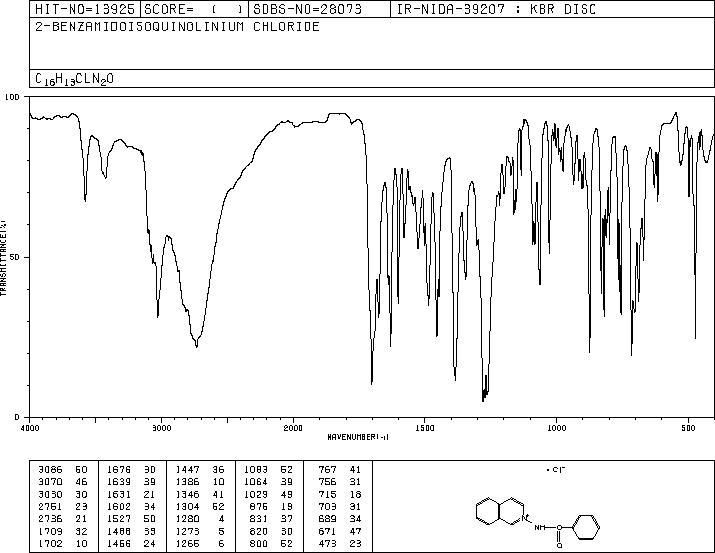 HIT-NO=13925 SCORE= ( ) SDBS-NO=28073 IR-NIDA-39207 : KBR DISC
2-BENZAMIDOISOQUINOLINIUM CHLORIDE
C16H13CLN2O
100
50
0
TRANSMITTANCE(%)
4000 3000 2000 1500 1000 500
WAVENUMBER(-1)
3086 60 1676 30 1447 36 1083 52 767 41
3070 46 1639 39 1386 10 1064 39 756 31
3030 30 1631 21 1346 41 1029 49 715 18
2751 23 1602 34 1304 52 876 19 703 31
2736 21 1527 50 1280 4 831 37 689 34
1709 32 1488 33 1273 5 820 30 671 47
1702 10 1456 24 1265 6 800 52 473 23
• Cl-
N+
NH C
O